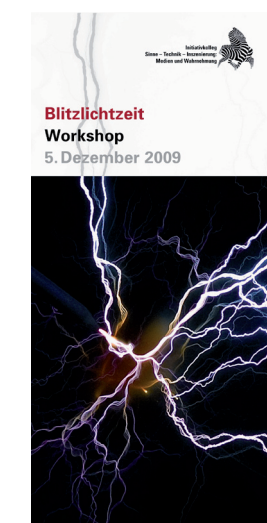 Initiativkolleg
Sinne – Technik – Inszenierung:
Medien und Wahrnehmung
Blitzlichtzeit
Workshop
5. Dezember 2009